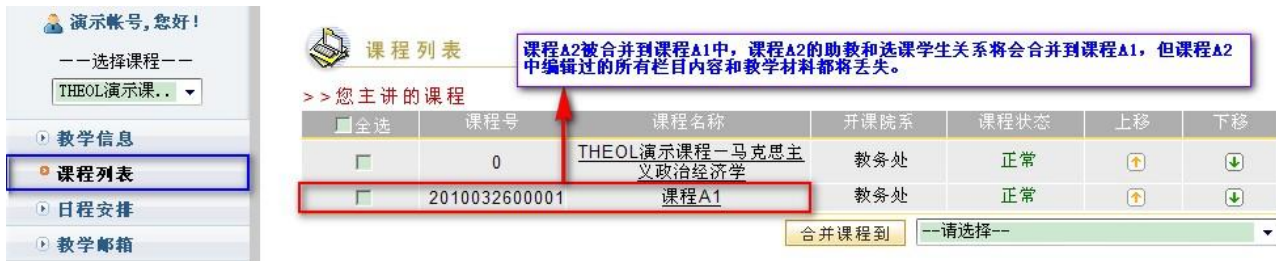 演示帐号,您好!
--选择课程--
THEOL演示课..
教学信息
课程列表
日程安排
教学邮箱
课程列表
课程A2被合并到课程A1中，课程A2的助教和选课学生关系将会合并到课程A1，但课程A2
中编辑过的所有栏目内容和教学材料都将丢失。
>>您主讲的课程
全选 课程号 课程名称 开课院系 课程状态 上移 下移
0 THEOL演示课程－马克思主 教务处 正常
义政治经济学
2010032600001 课程A1 教务处 正常
合并课程到 --请选择--